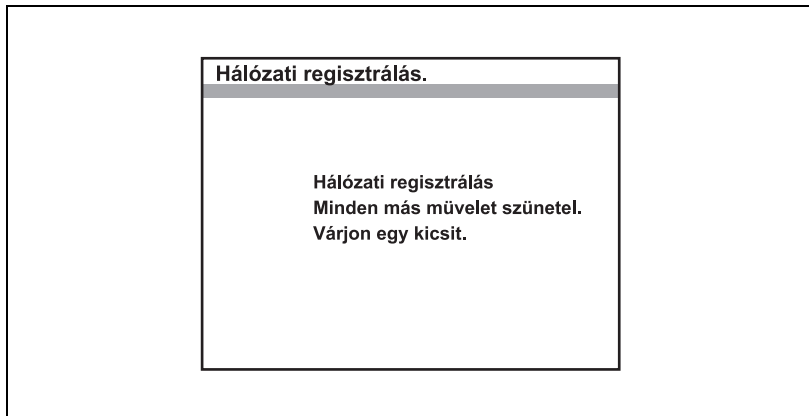 Hálózati regisztrálás.
Hálózati regisztrálás
Minden más müvelet szünetel.
Várjon egy kicsit.